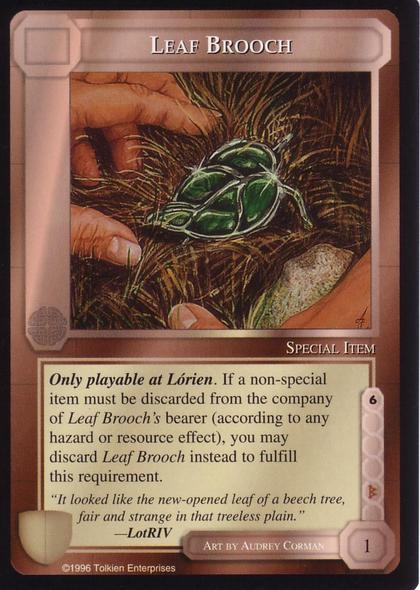 LEAF BROOCH
SPECIAL ITEM
Only playable at Lórien. If a non-special
item must be discarded from the company
of Leaf Brooch's bearer (according to any
hazard or resource effect), you may
discard Leaf Brooch instead to fulfill
this requirement.
“It looked like the new-opened leaf of a beech tree,
fair and strange in that treeless plain.”
—LotRIV
6
W
ART BY AUDREY CORMAN
1
©1996 Tolkien Enterprises